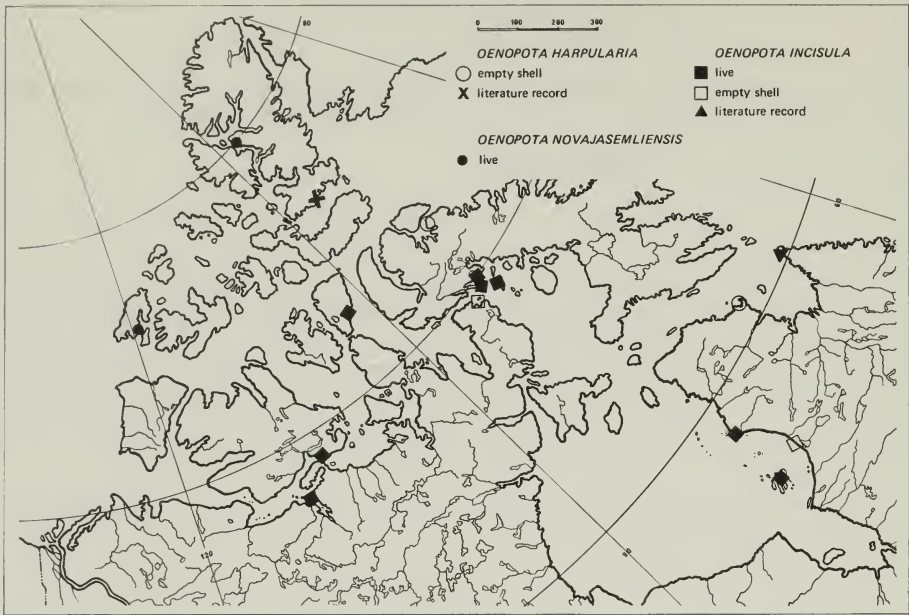 80
0 100 200 300
OENOPOTA HARPULARIA
empty shell
literature record
OENOPOTA INCISULA
live
empty shell
literature record
OENOPOTA NOVAJASEMLIENSIS
live
60
120
90